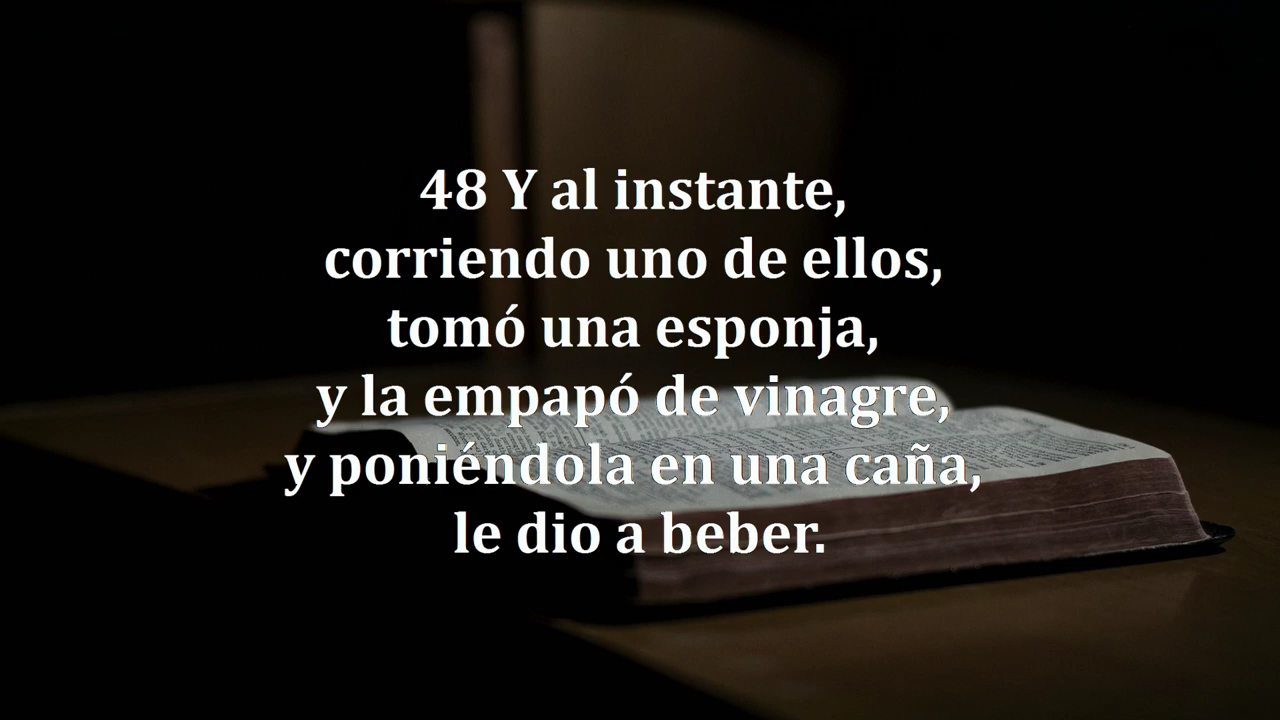 48 Y al instante,
corriendo uno de ellos,
tomó una esponja,
y la empapó de vinagre,
y poniéndola en una caña,
le dio a beber.